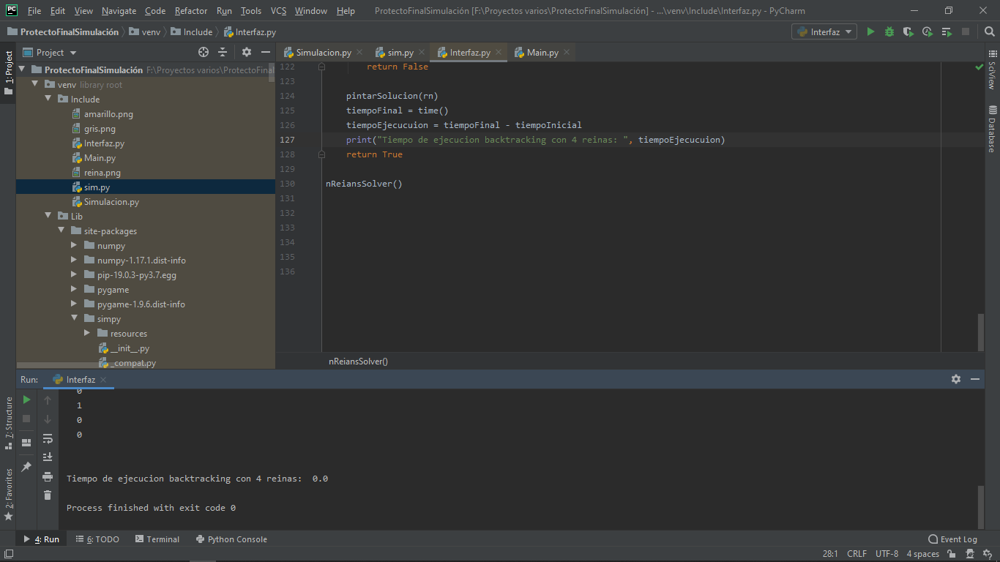 PC File Edit View Navigate Code Refactor Run Tools VCS Window Help ProtectoFinalSimulación [F:\Proyectos varios\ProtectoFinalSimulación] - ...\venv\Include\Interfaz.py - PyCharm
ProtectoFinalSimulación venv Include Interfaz.py Interfaz
1: Project
Project
ProtectoFinalSimulación F:\Proyectos varios\ProtectoFinal
venv library root
Include
amarillo.png
gris.png
Interfaz.py
Main.py
reina.png
sim.py
Simulacion.py
Lib
site-packages
numpy
numpy-1.17.1.dist-info
pip-19.0.3-py3.7.egg
pygame
pygame-1.9.6.dist-info
simpy
resources
__init__.py
_compat.py
Simulacion.py sim.py Interfaz.py Main.py
122 return False
123
124 pintarSolucion(rn)
125 tiempoFinal = time()
126 tiempoEjecucuion = tiempoFinal - tiempoInicial
127 print("Tiempo de ejecucion backtracking con 4 reinas: ", tiempoEjecucuion)
128 return True
129
130 nReiansSolver()
131
132
133
134
135
136
nReiansSolver()
SciView
Database
Run: Interfaz
0
1
0
0
Tiempo de ejecucion backtracking con 4 reinas:  0.0
Process finished with exit code 0
7: Structure
2: Favorites
4: Run 6: TODO Terminal Python Console Event Log
28:1 CRLF UTF-8 4 spaces